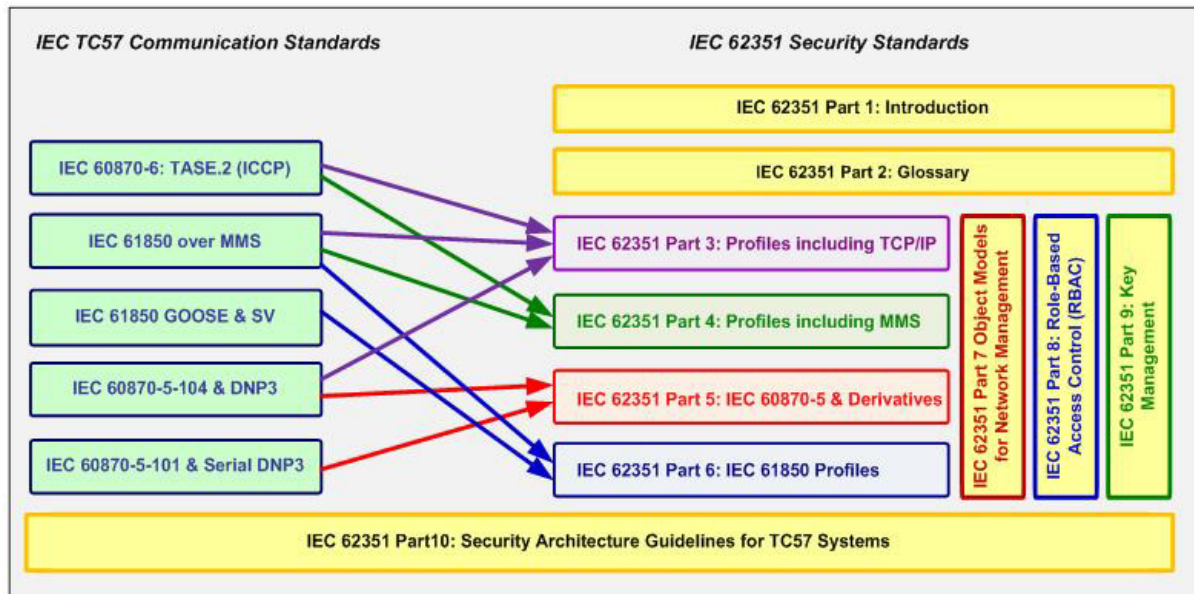 IEC TC57 Communication Standards
IEC 62351 Security Standards
IEC 62351 Part 1: Introduction
IEC 62351 Part 2: Glossary
IEC 60870-6: TASE.2 (ICCP)
IEC 61850 over MMS
IEC 61850 GOOSE & SV
IEC 60870-5-104 & DNP3
IEC 60870-5-101 & Serial DNP3
IEC 62351 Part 3: Profiles including TCP/IP
IEC 62351 Part 4: Profiles including MMS
IEC 62351 Part 5: IEC 60870-5 & Derivatives
IEC 62351 Part 6: IEC 61850 Profiles
IEC 62351 Part 7 Object Models
for Network Management
IEC 62351 Part 8: Role-Based
Access Control (RBAC)
IEC 62351 Part 9: Key
Management
IEC 62351 Part10: Security Architecture Guidelines for TC57 Systems